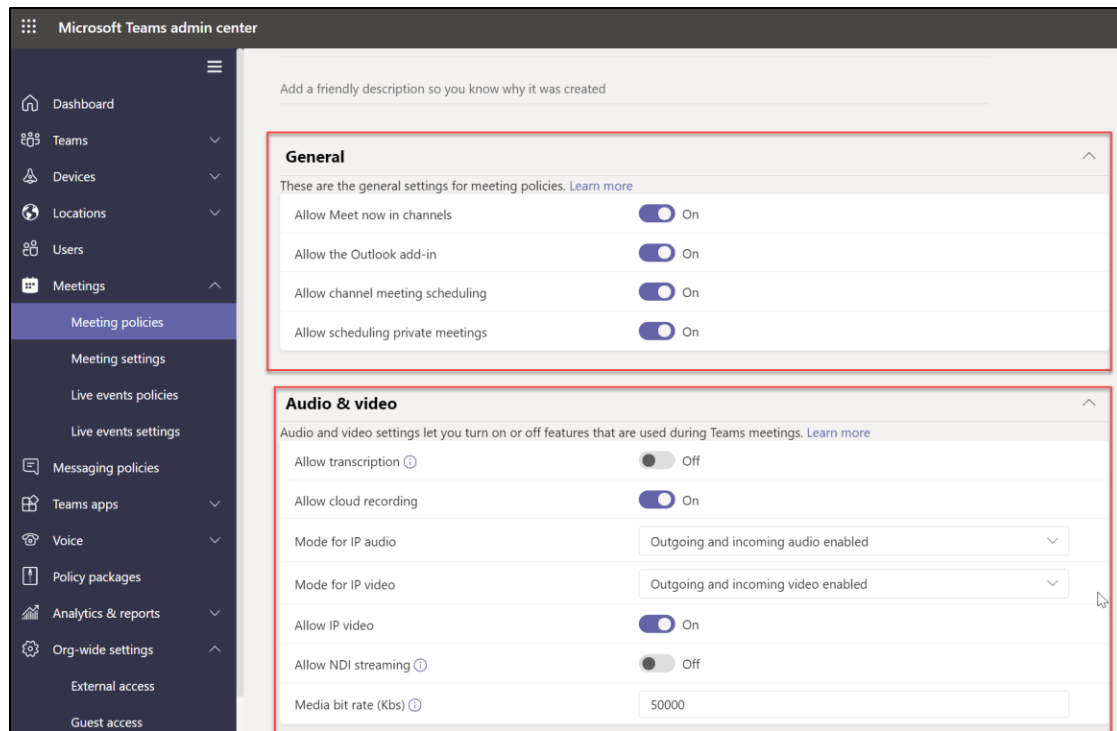 Microsoft Teams admin center
Dashboard
Teams
Devices
Locations
Users
Meetings
Meeting policies
Meeting settings
Live events policies
Live events settings
Messaging policies
Teams apps
Voice
Policy packages
Analytics & reports
Org-wide settings
External access
Guest access
Add a friendly description so you know why it was created
General
These are the general settings for meeting policies. Learn more
Allow Meet now in channels On
Allow the Outlook add-in On
Allow channel meeting scheduling On
Allow scheduling private meetings On
Audio & video
Audio and video settings let you turn on or off features that are used during Teams meetings. Learn more
Allow transcription Off
Allow cloud recording On
Mode for IP audio Outgoing and incoming audio enabled
Mode for IP video Outgoing and incoming video enabled
Allow IP video On
Allow NDI streaming Off
Media bit rate (Kbs) 50000